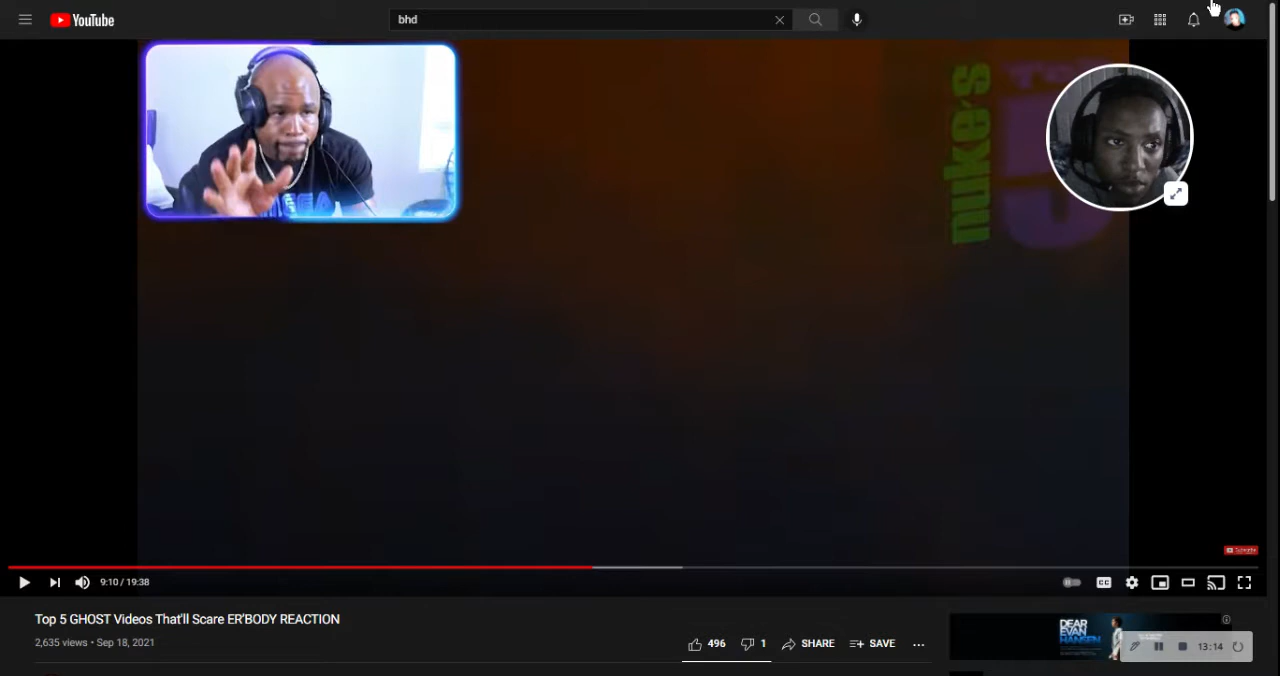 YouTube
bhd
nuke's
9:10 / 19:38
CC
Top 5 GHOST Videos That'll Scare ER'BODY REACTION
2,635 views • Sep 18, 2021
496
1
SHARE
SAVE
DEAR
EVAN
HANSEN
13:14